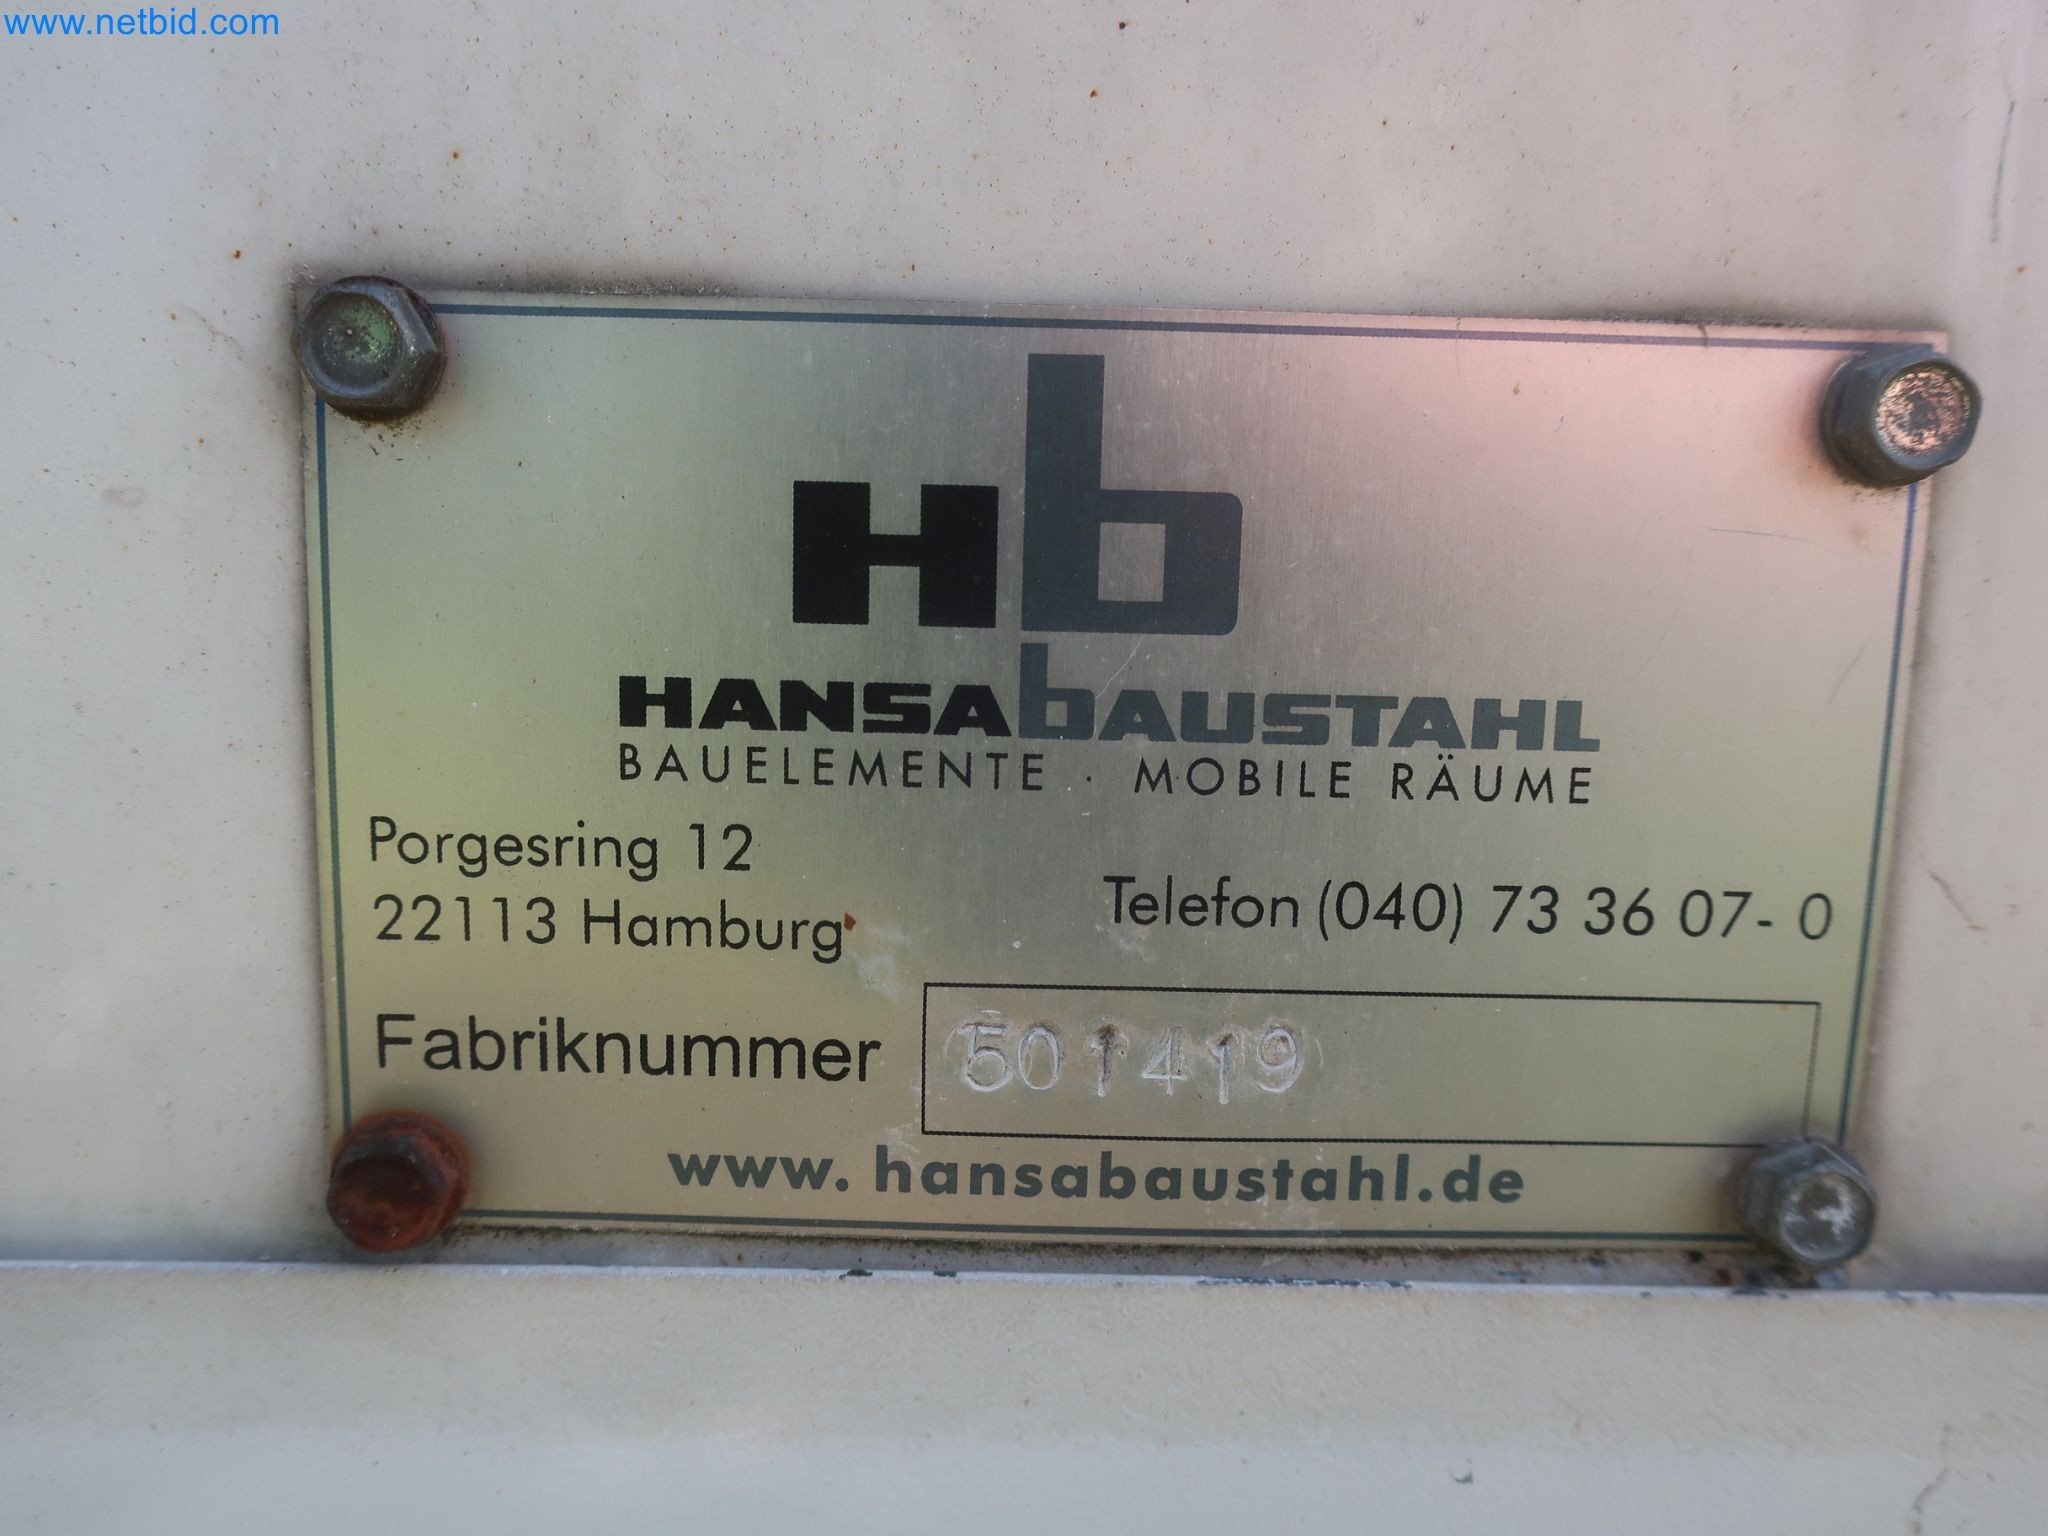 www.netbid.com
Hb
HANSAbAUSTAHL
BAUELEMENTE · MOBILE RÄUME
Porgesring 12
22113 Hamburg
Telefon (040) 73 36 07- 0
Fabriknummer 501419
www. hansabaustahl.de